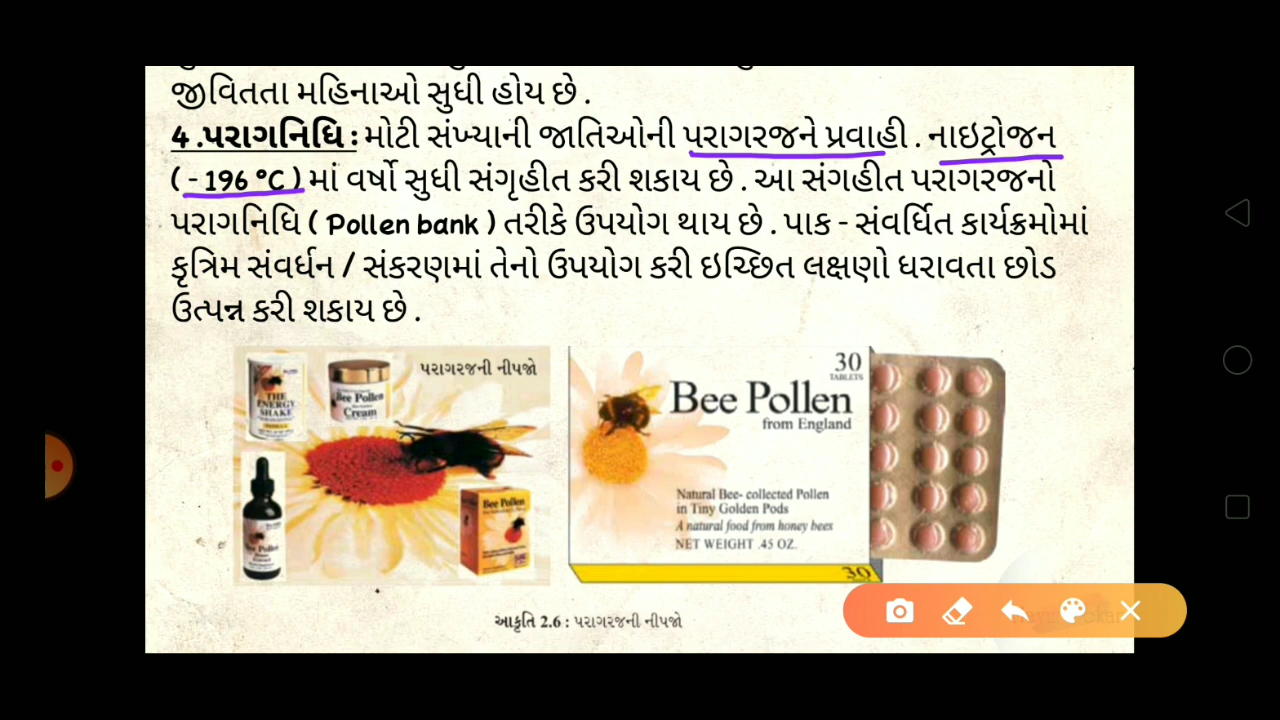 જીવિતતા મહિનાઓ સુધી હોય છે .
4 .પરાગનિધિ : મોટી સંખ્યાની જાતિઓની પરાગરજને પ્રવાહી . નાઇટ્રોજન
( - 196 °C ) માં વર્ષો સુધી સંગૃહીત કરી શકાય છે . આ સંગહીત પરાગરજનો
પરાગનિધિ ( Pollen bank ) તરીકે ઉપયોગ થાય છે . પાક - સંવર્ધિત કાર્યક્રમોમાં
કૃત્રિમ સંવર્ધન / સંકરણમાં તેનો ઉપયોગ કરી ઇચ્છિત લક્ષણો ધરાવતા છોડ
ઉત્પન્ન કરી શકાય છે .
પરાગરજની નીપજો
THE
ENERGY
SHAKE
Bee Pollen
Cream
Bee Pollen
Bee Pollen
30
TABLETS
Bee Pollen
from England
Natural Bee- collected Pollen
in Tiny Golden Pods
A natural food from honey bees
NET WEIGHT .45 OZ.
30
આકૃતિ 2.6 : પરાગરજની નીપજો